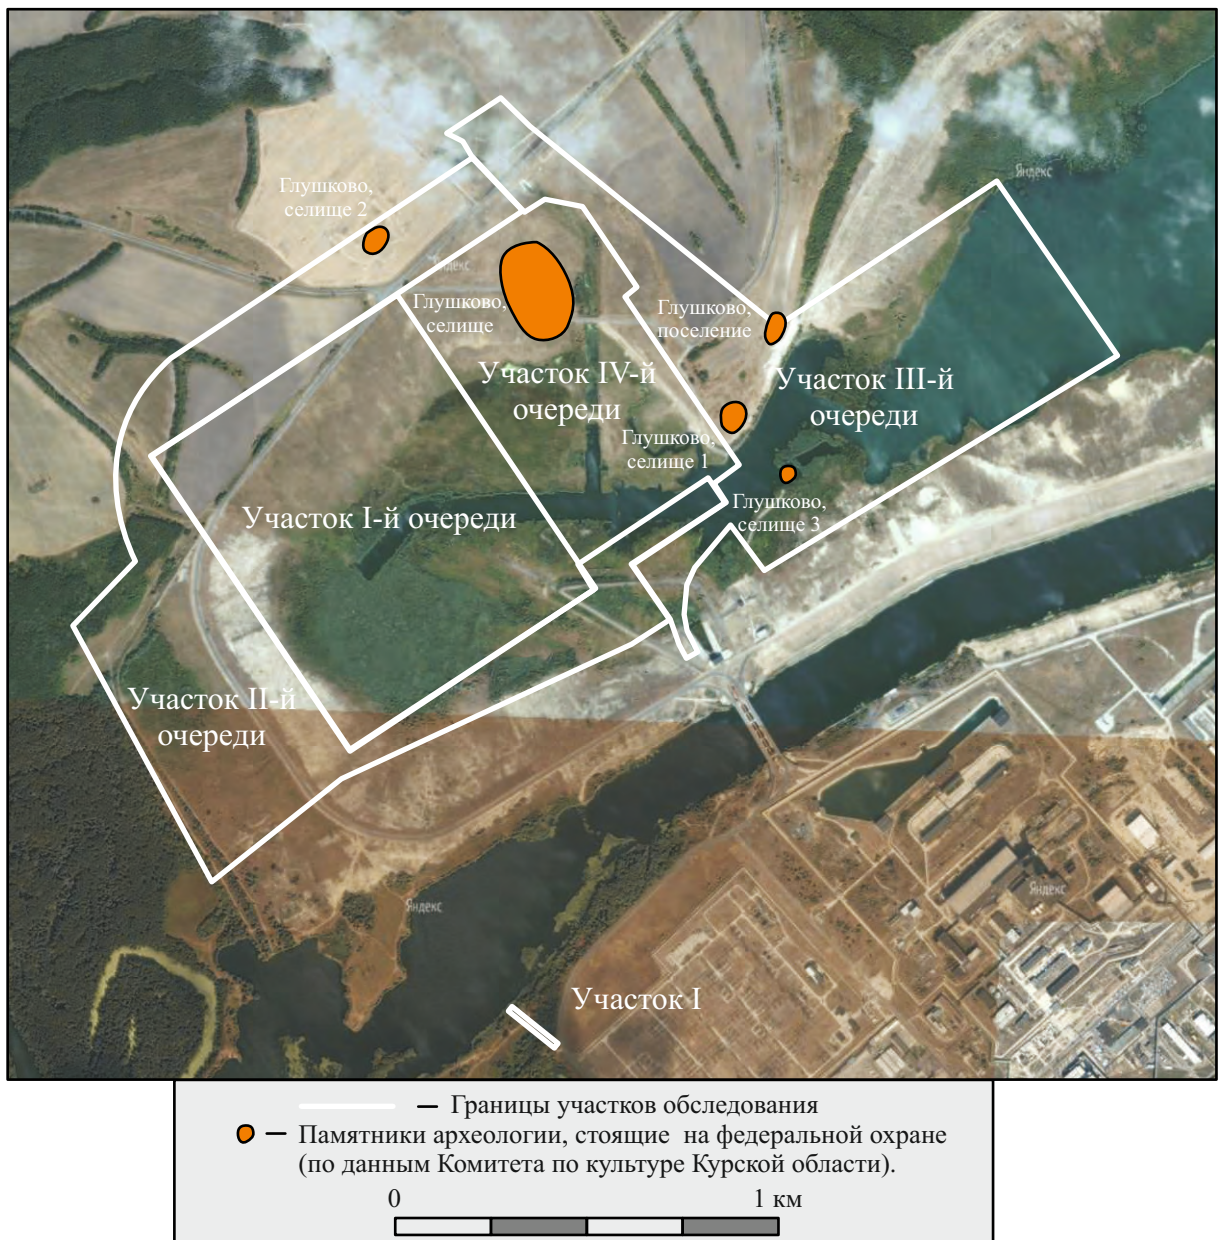 Яндекс
Глушково,
селище 2
Яндекс
Глушково,
селище
Глушково,
поселение
Участок IV-й
очереди
Участок III-й
очереди
Глушково,
селище 1
Глушково,
селище 3
Участок I-й очереди
Участок II-й
очереди
Яндекс
Яндекс
Участок I
– Границы участков обследования
– Памятники археологии, стоящие на федеральной охране
(по данным Комитета по культуре Курской области).
0 1 км